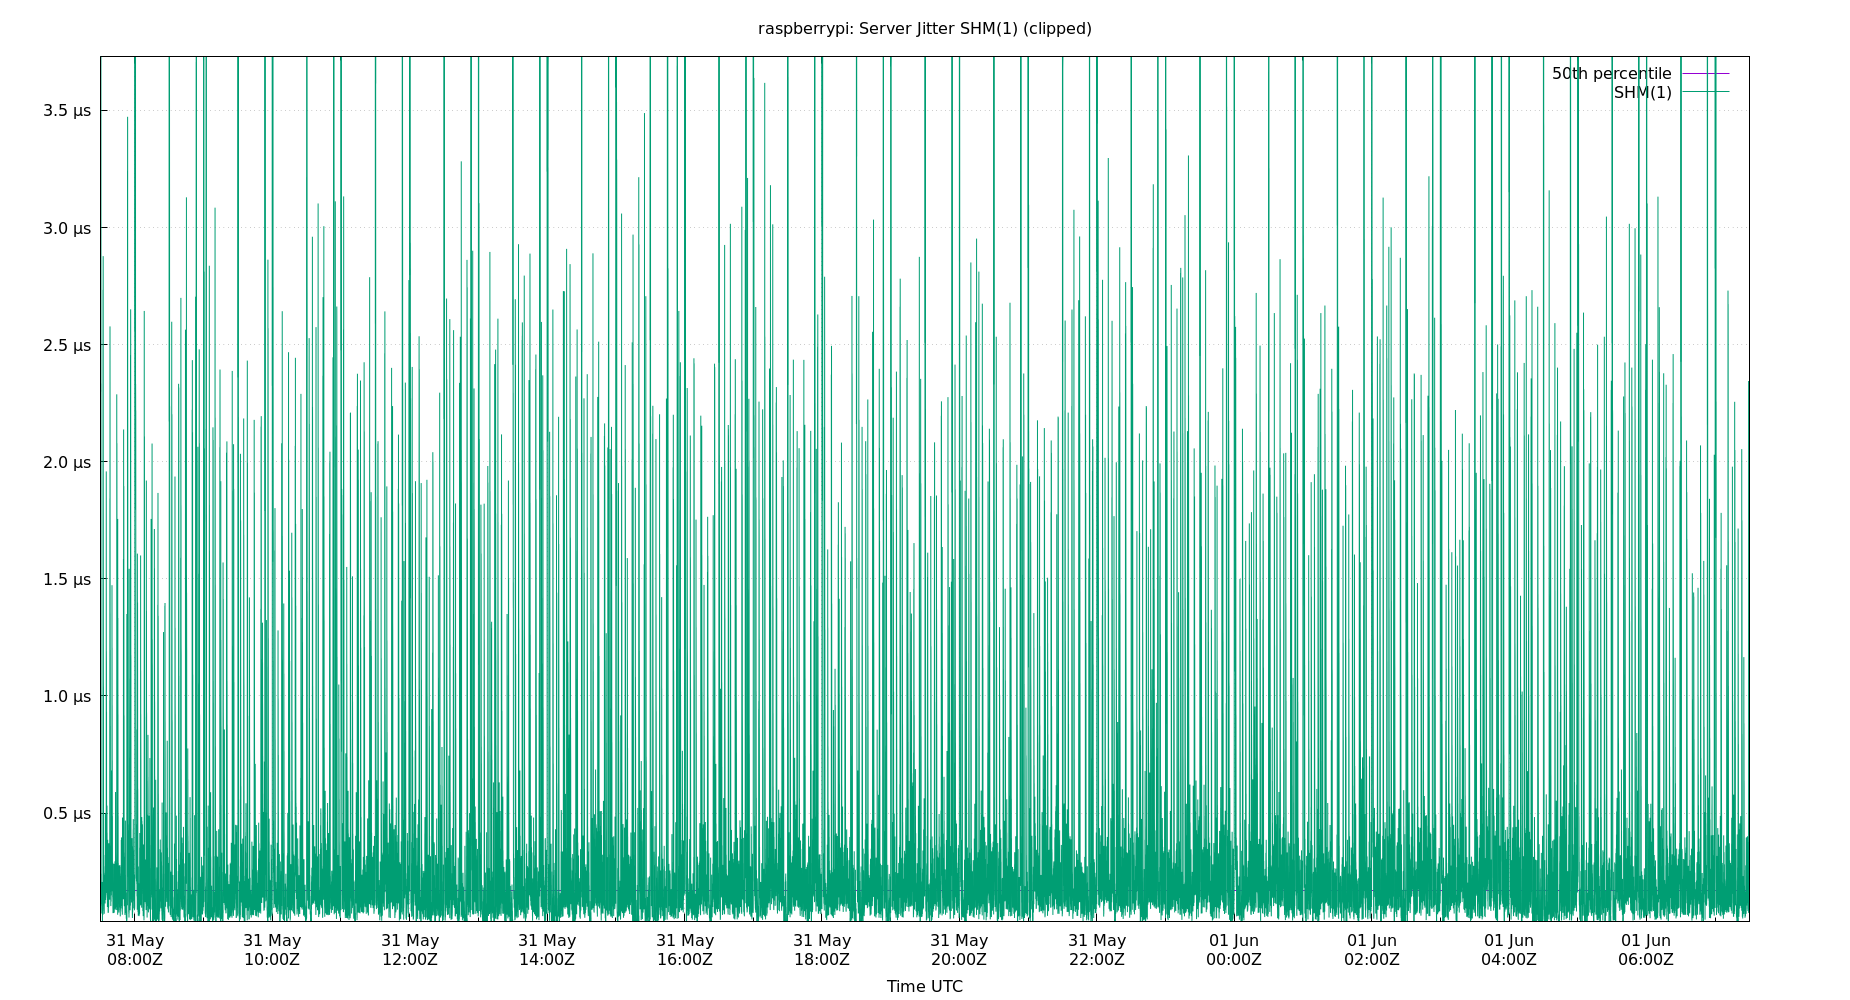 raspberrypi: Server Jitter SHM(1) (clipped)
50th percentile
SHM(1)
3.5 µs
3.0 µs
2.5 µs
2.0 µs
1.5 µs
1.0 µs
0.5 µs
31 May 31 May 31 May 31 May 31 May 31 May 31 May 31 May 01 Jun 01 Jun 01 Jun 01 Jun
08:00Z 10:00Z 12:00Z 14:00Z 16:00Z 18:00Z 20:00Z 22:00Z 00:00Z 02:00Z 04:00Z 06:00Z
Time UTC